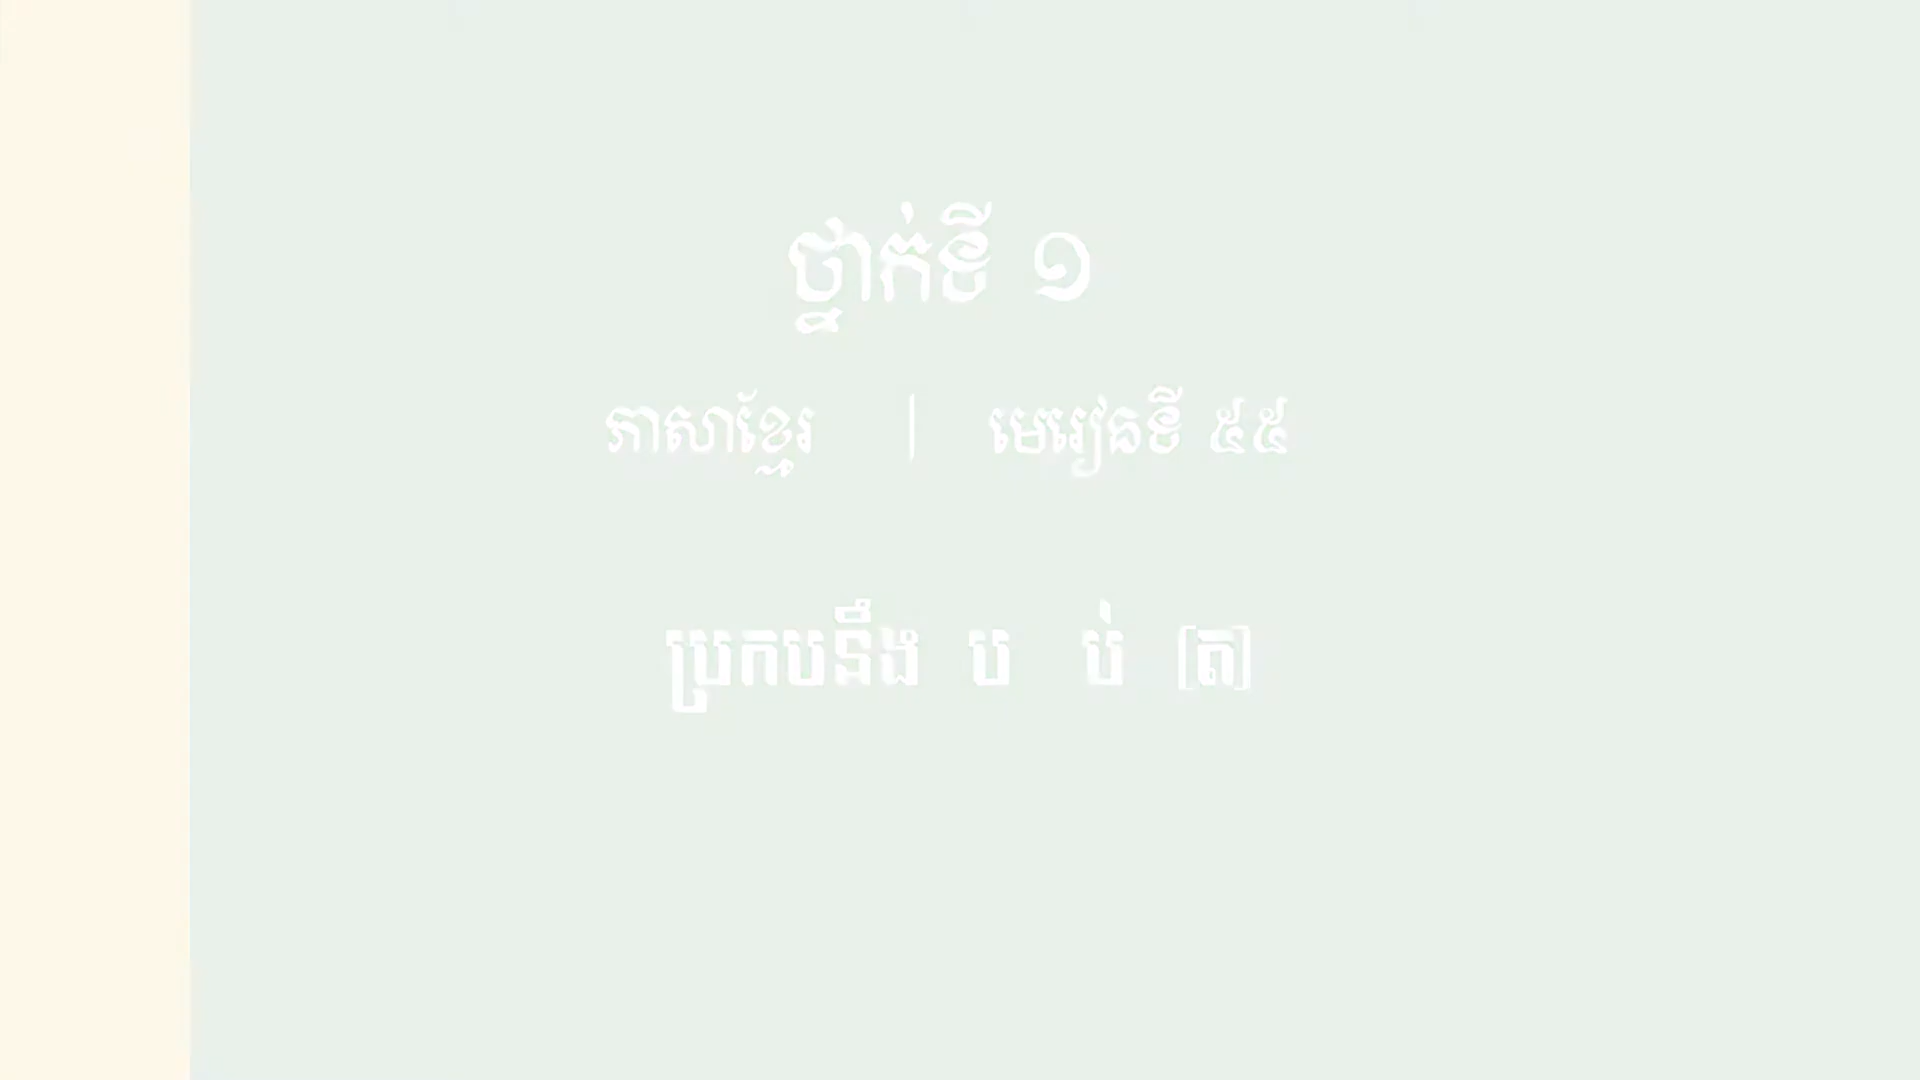 ថ្នាក់ទី ១
ភាសាខ្មែរ | មេរៀនទី ៥៥
ប្រកបនឹង ប ប់ (ត)